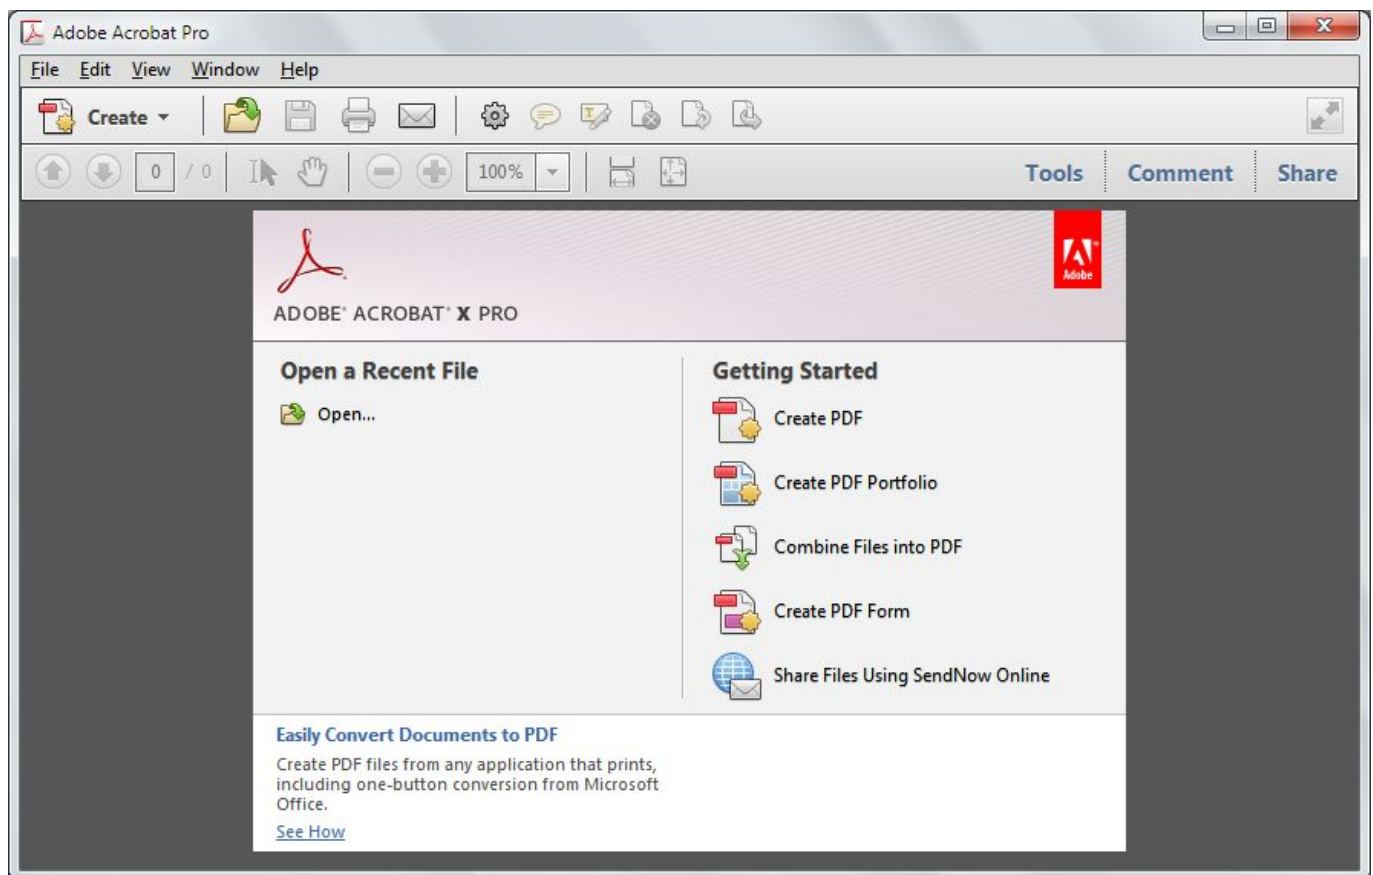 Adobe Acrobat Pro
File Edit View Window Help
Create
0 / 0 100% Tools Comment Share
Adobe
ADOBE® ACROBAT® X PRO
Open a Recent File
Open...
Getting Started
Create PDF
Create PDF Portfolio
Combine Files into PDF
Create PDF Form
Share Files Using SendNow Online
Easily Convert Documents to PDF
Create PDF files from any application that prints,
including one-button conversion from Microsoft
Office.
See How